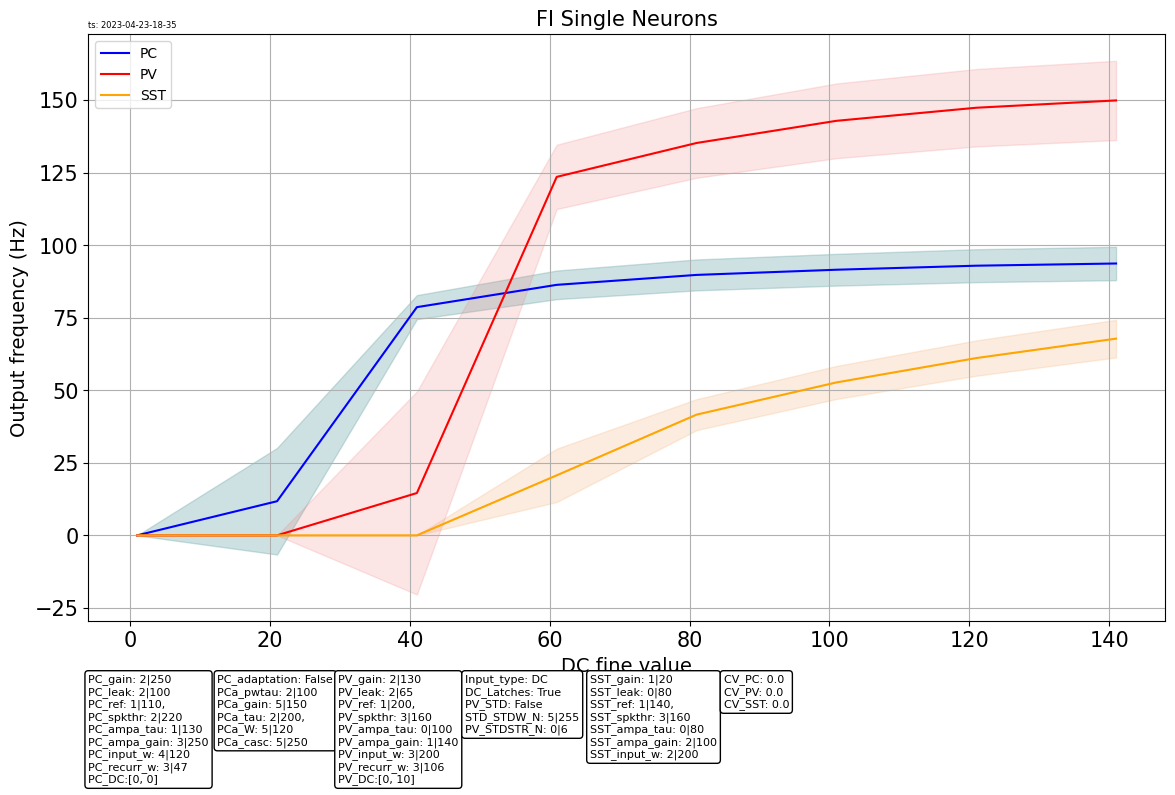 FI Single Neurons
ts: 2023-04-23-18-35
PC
PV
SST
Output frequency (Hz)
150
125
100
75
50
25
0
−25
0 20 40 60 80 100 120 140
DC fine value
PC_gain: 2|250
PC_leak: 2|100
PC_ref: 1|110,
PC_spkthr: 2|220
PC_ampa_tau: 1|130
PC_ampa_gain: 3|250
PC_input_w: 4|120
PC_recurr_w: 3|47
PC_DC:[0, 0]
PC_adaptation: False
PCa_pwtau: 2|100
PCa_gain: 5|150
PCa_tau: 2|200,
PCa_W: 5|120
PCa_casc: 5|250
PV_gain: 2|130
PV_leak: 2|65
PV_ref: 1|200,
PV_spkthr: 3|160
PV_ampa_tau: 0|100
PV_ampa_gain: 1|140
PV_input_w: 3|200
PV_recurr_w: 3|106
PV_DC:[0, 10]
Input_type: DC
DC_Latches: True
PV_STD: False
STD_STDW_N: 5|255
PV_STDSTR_N: 0|6
SST_gain: 1|20
SST_leak: 0|80
SST_ref: 1|140,
SST_spkthr: 3|160
SST_ampa_tau: 0|80
SST_ampa_gain: 2|100
SST_input_w: 2|200
CV_PC: 0.0
CV_PV: 0.0
CV_SST: 0.0